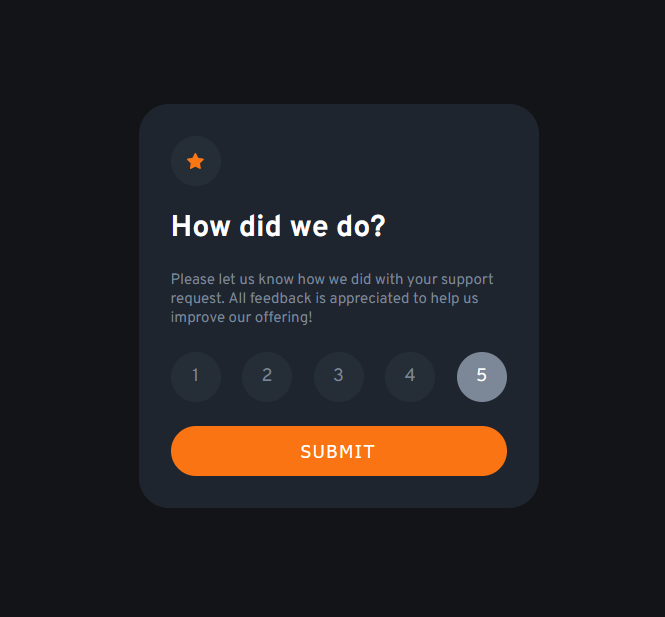 How did we do?
Please let us know how we did with your support
request. All feedback is appreciated to help us
improve our offering!
1 2 3 4 5
SUBMIT